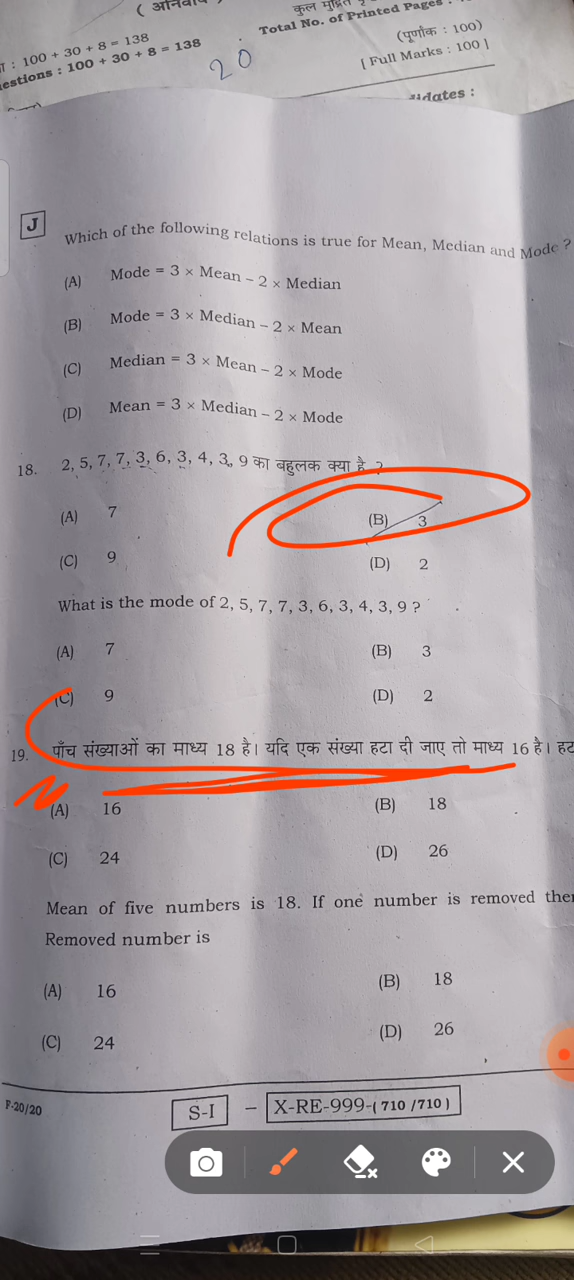 ( अनिवार्य )
कुल मुद्रित
: 100 + 30 + 8 = 138
Total No. of Printed Pages :
estions : 100 + 30 + 8 = 138
(पूर्णांक : 100)
20
[ Full Marks : 100 ]
idates :
J
Which of the following relations is true for Mean, Median and Mode ?
(A) Mode = 3 × Mean – 2 × Median
(B) Mode = 3 × Median – 2 × Mean
(C) Median = 3 × Mean – 2 × Mode
(D) Mean = 3 × Median – 2 × Mode
18. 2, 5, 7, 7, 3, 6, 3, 4, 3, 9 का बहुलक क्या है ?
(A) 7 (B) 3
(C) 9 (D) 2
What is the mode of 2, 5, 7, 7, 3, 6, 3, 4, 3, 9 ?
(A) 7 (B) 3
(C) 9 (D) 2
19. पाँच संख्याओं का माध्य 18 है। यदि एक संख्या हटा दी जाए तो माध्य 16 है। हट
(A) 16 (B) 18
(C) 24 (D) 26
Mean of five numbers is 18. If one number is removed the
Removed number is
(A) 16 (B) 18
(C) 24 (D) 26
F-20/20
S-I – X-RE-999-( 710 /710 )